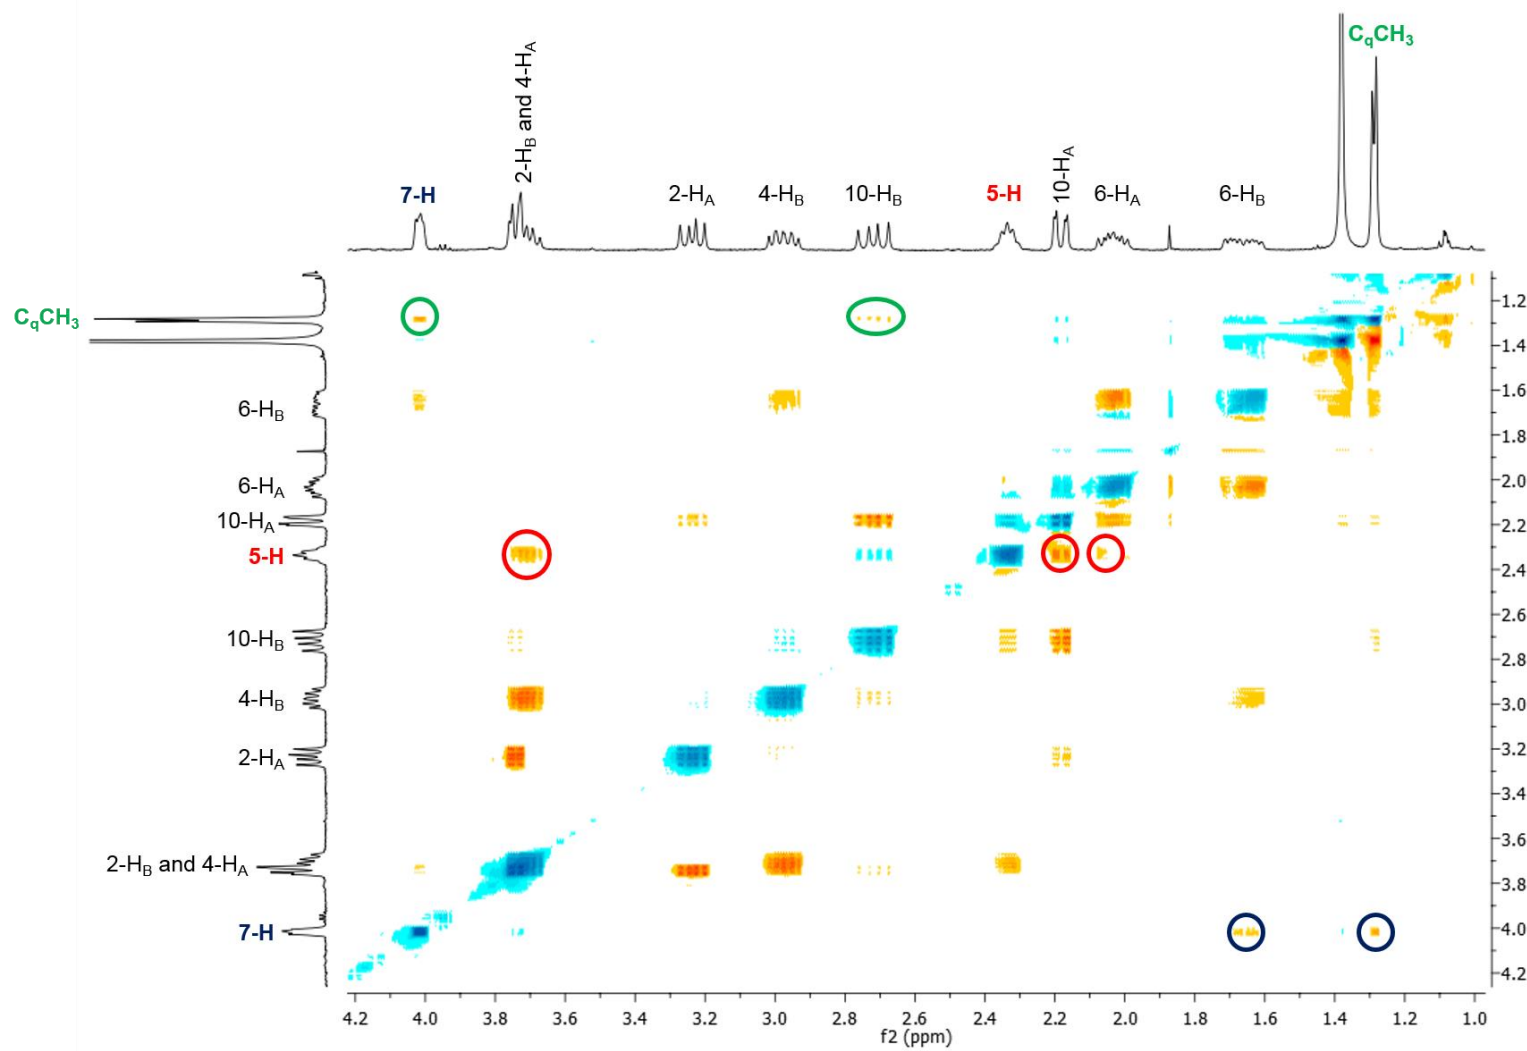 CqCH3
2-HB and 4-HA
7-H
2-HA
4-HB
10-HB
5-H
10-HA
6-HA
6-HB
CqCH3
6-HB
6-HA
10-HA
5-H
10-HB
4-HB
2-HA
2-HB and 4-HA
7-H
1.2
1.4
1.6
1.8
2.0
2.2
2.4
2.6
2.8
3.0
3.2
3.4
3.6
3.8
4.0
4.2
4.2 4.0 3.8 3.6 3.4 3.2 3.0 2.8 2.6 2.4 2.2 2.0 1.8 1.6 1.4 1.2 1.0
f2 (ppm)